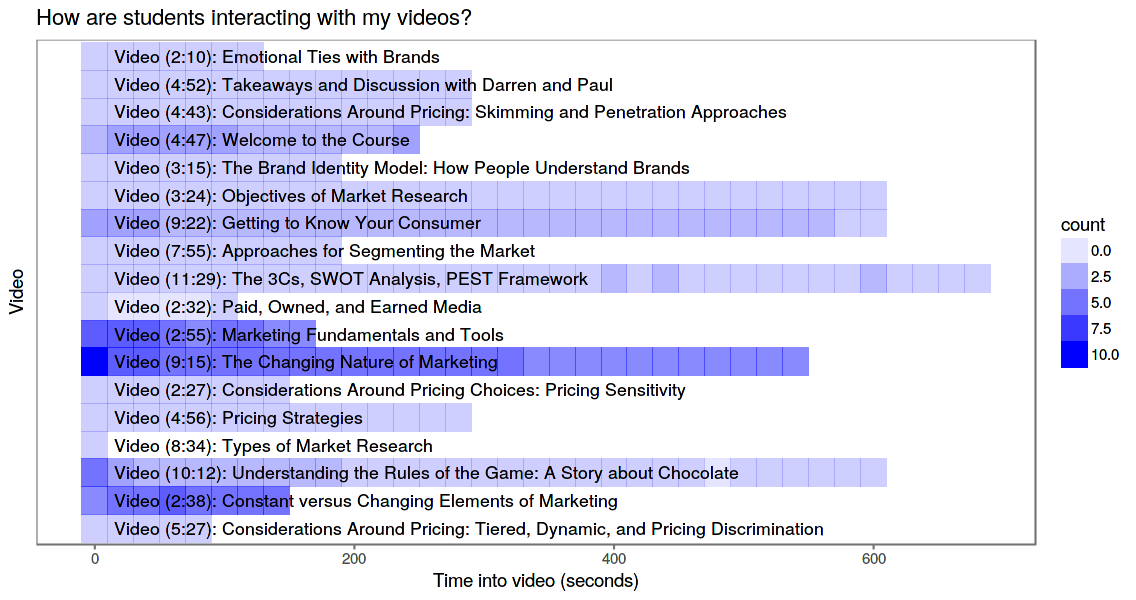 How are students interacting with my videos?
Video (2:10): Emotional Ties with Brands
Video (4:52): Takeaways and Discussion with Darren and Paul
Video (4:43): Considerations Around Pricing: Skimming and Penetration Approaches
Video (4:47): Welcome to the Course
Video (3:15): The Brand Identity Model: How People Understand Brands
Video (3:24): Objectives of Market Research
Video (9:22): Getting to Know Your Consumer
Video (7:55): Approaches for Segmenting the Market
Video (11:29): The 3Cs, SWOT Analysis, PEST Framework
Video (2:32): Paid, Owned, and Earned Media
Video (2:55): Marketing Fundamentals and Tools
Video (9:15): The Changing Nature of Marketing
Video (2:27): Considerations Around Pricing Choices: Pricing Sensitivity
Video (4:56): Pricing Strategies
Video (8:34): Types of Market Research
Video (10:12): Understanding the Rules of the Game: A Story about Chocolate
Video (2:38): Constant versus Changing Elements of Marketing
Video (5:27): Considerations Around Pricing: Tiered, Dynamic, and Pricing Discrimination
Video
0 200 400 600
Time into video (seconds)
count
0.0
2.5
5.0
7.5
10.0